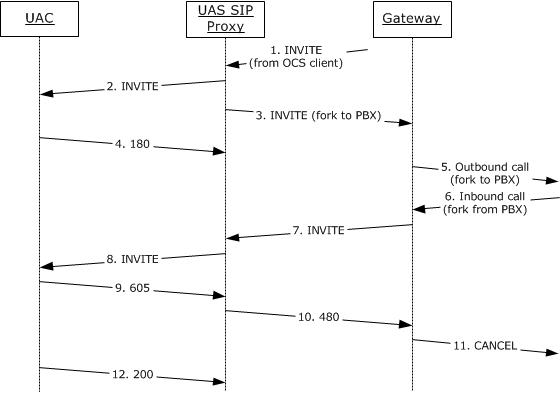 UAC
UAS SIP
Proxy
Gateway
1. INVITE
(from OCS client)
2. INVITE
3. INVITE (fork to PBX)
4. 180
5. Outbound call
(fork to PBX)
6. Inbound call
(fork from PBX)
7. INVITE
8. INVITE
9. 605
10. 480
11. CANCEL
12. 200